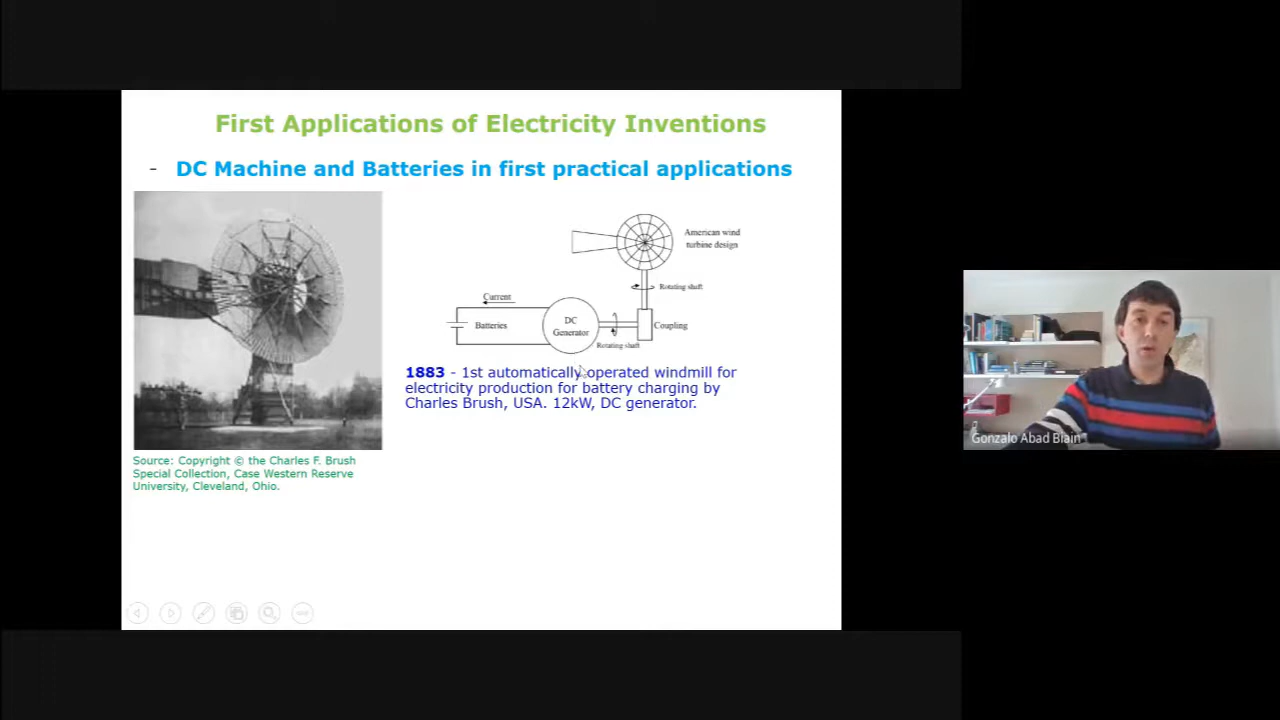 First Applications of Electricity Inventions
- DC Machine and Batteries in first practical applications
American wind
turbine design
Rotating shaft
Current
Batteries
DC
Generator
Coupling
Rotating shaft
1883 - 1st automatically operated windmill for
electricity production for battery charging by
Charles Brush, USA. 12kW, DC generator.
Source: Copyright © the Charles F. Brush
Special Collection, Case Western Reserve
University, Cleveland, Ohio.
Gonzalo Abad Biain